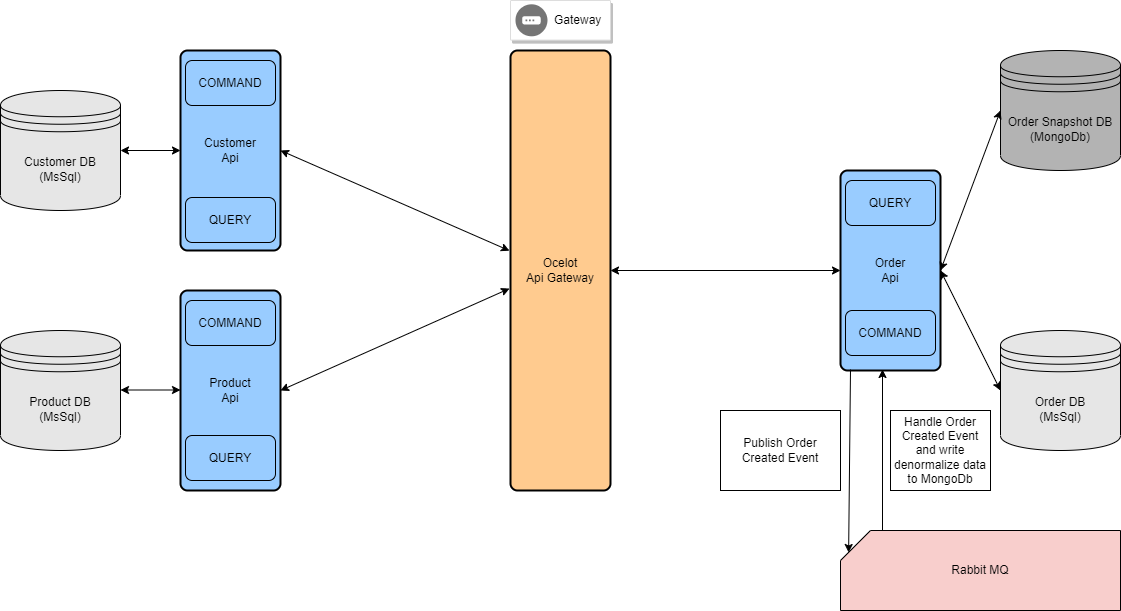 Gateway
COMMAND
Customer
Api
QUERY
Customer DB
(MsSql)
COMMAND
Product
Api
QUERY
Product DB
(MsSql)
Ocelot
Api Gateway
QUERY
Order
Api
COMMAND
Order Snapshot DB
(MongoDb)
Order DB
(MsSql)
Publish Order
Created Event
Handle Order
Created Event
and write
denormalize data
to MongoDb
Rabbit MQ